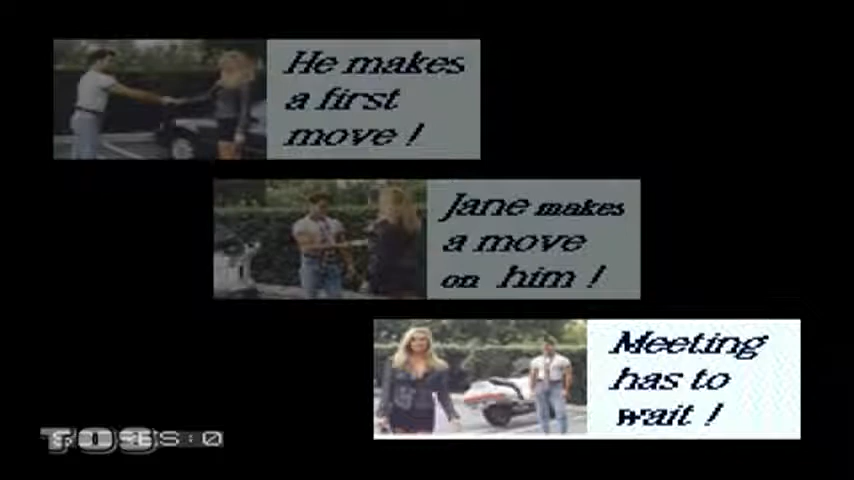 He makes
a first
move !
Jane makes
a move
on him !
Meeting
has to
wait !